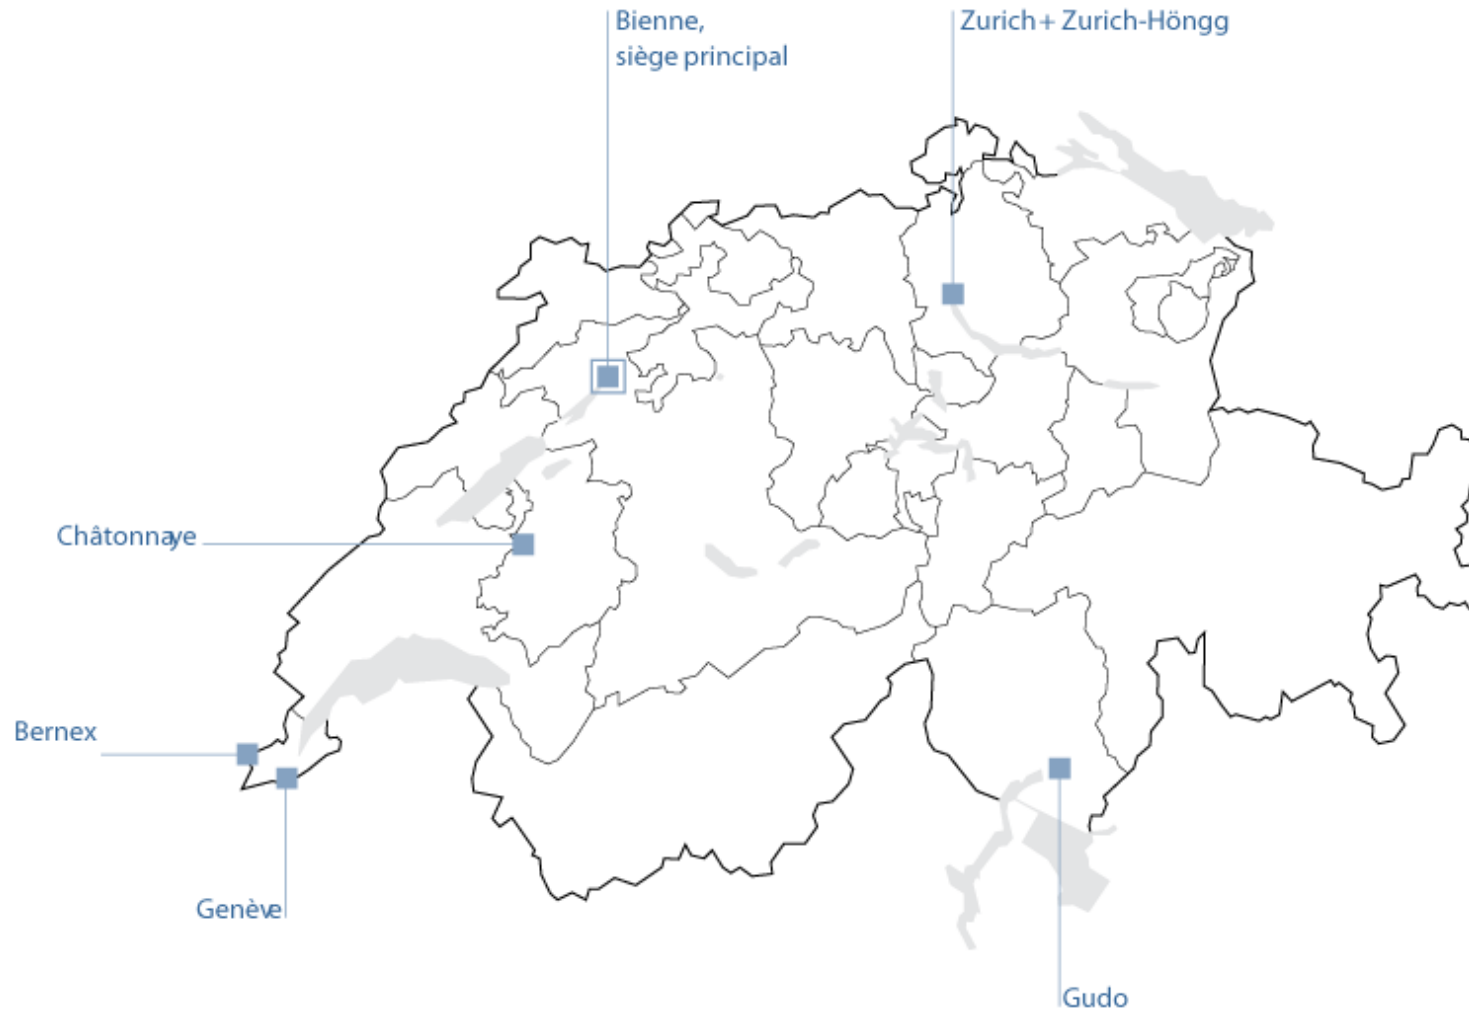 Bienne,
siège principal
Zurich + Zurich-Höngg
Châtonnaye
Bernex
Genève
Gudo